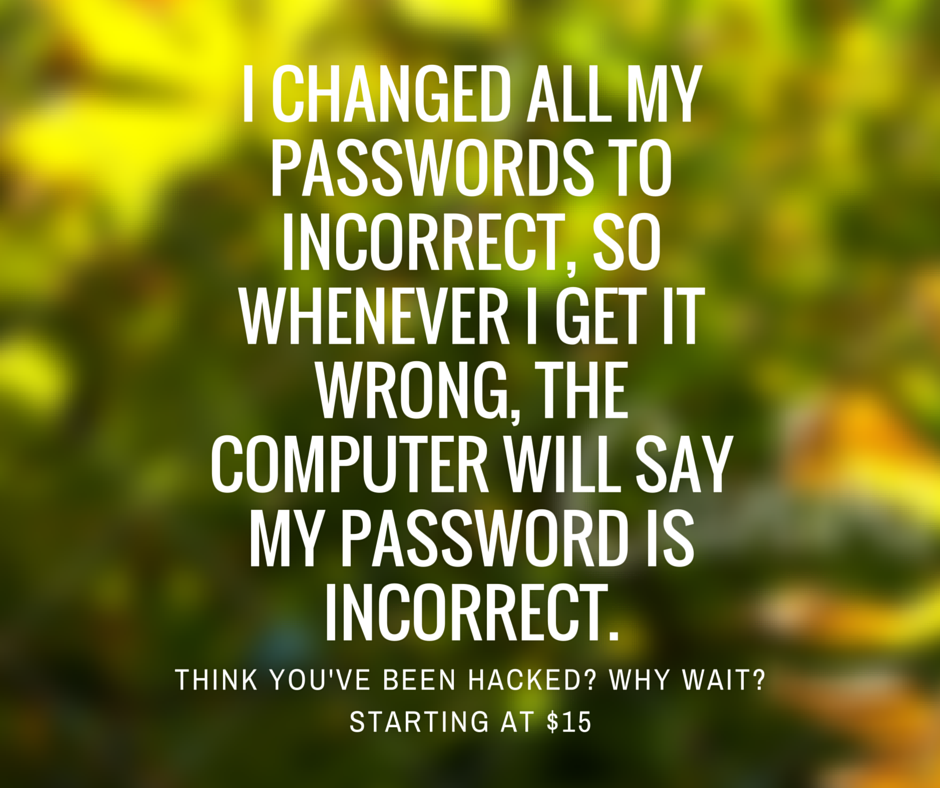 I CHANGED ALL MY
PASSWORDS TO
INCORRECT, SO
WHENEVER I GET IT
WRONG, THE
COMPUTER WILL SAY
MY PASSWORD IS
INCORRECT.
THINK YOU'VE BEEN HACKED? WHY WAIT?
STARTING AT $15